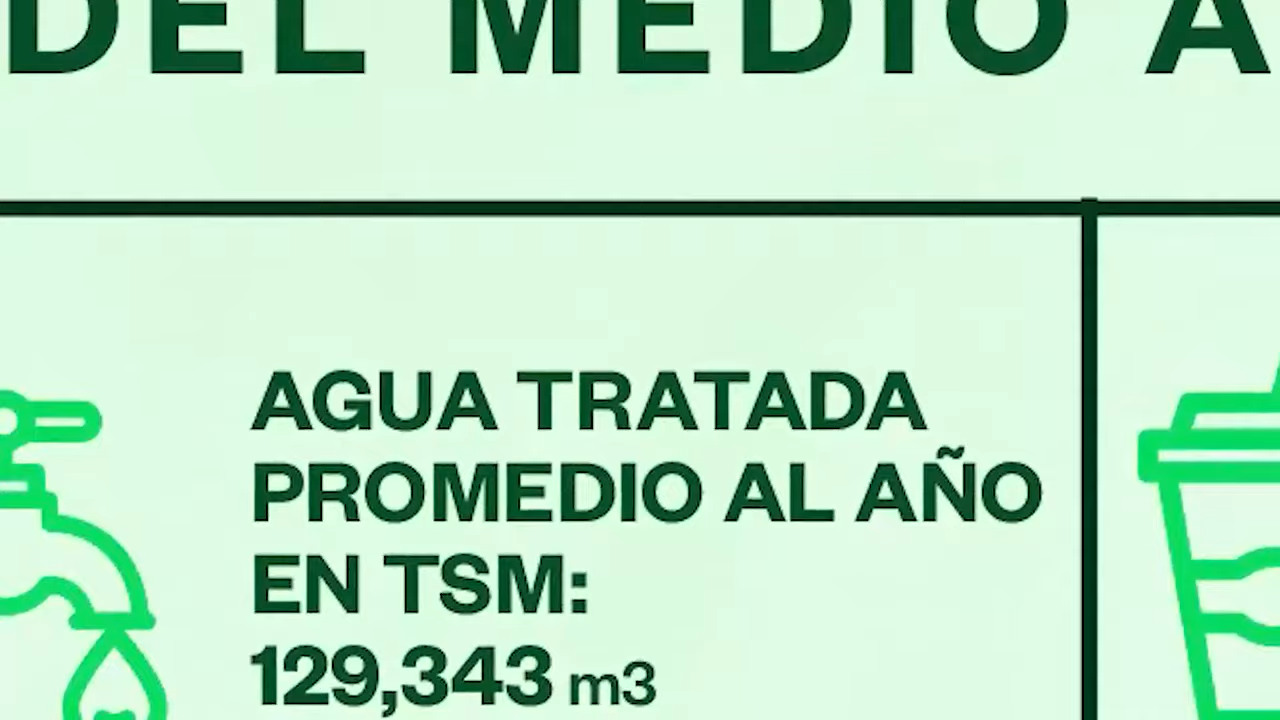 DEL MEDIO A
AGUA TRATADA
PROMEDIO AL AÑO
EN TSM:
129,343 m3